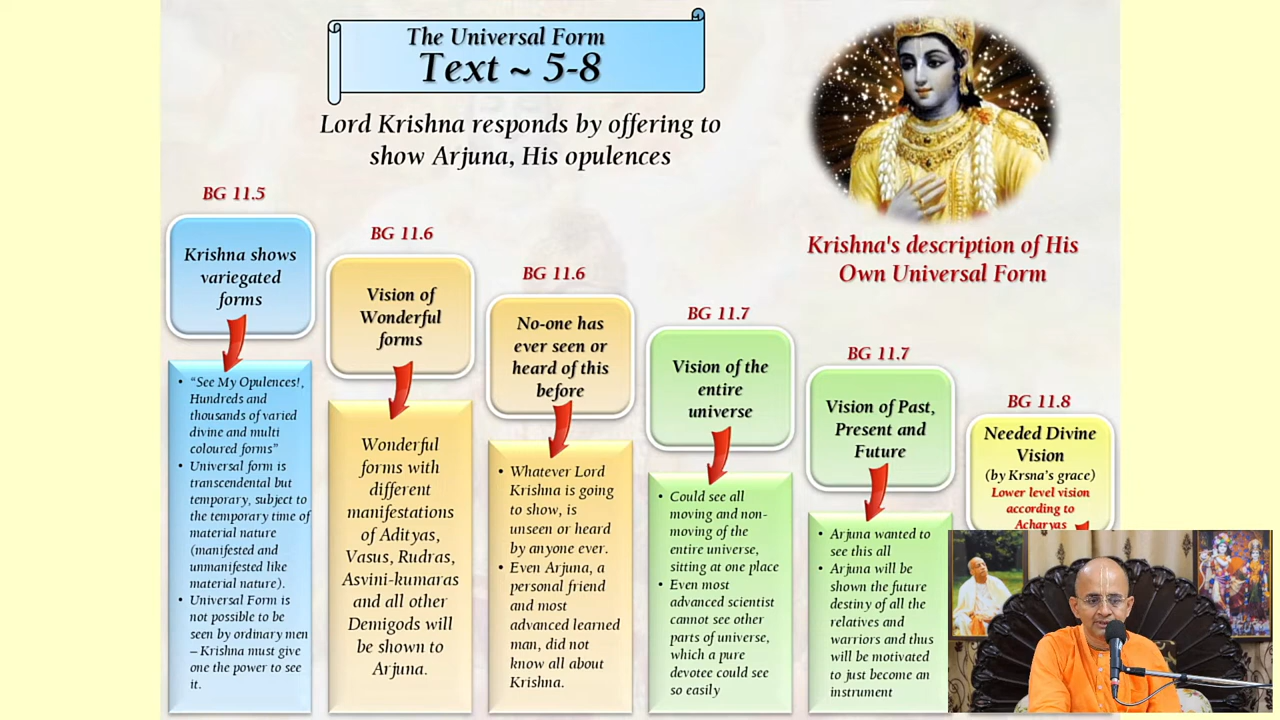 The Universal Form
Text ~ 5-8
Lord Krishna responds by offering to
show Arjuna, His opulences
Krishna's description of His
Own Universal Form
BG 11.5
Krishna shows
variegated
forms
• “See My Opulences!,
Hundreds and
thousands of varied
divine and multi
coloured forms”
• Universal form is
transcendental but
temporary, subject to
the temporary time of
material nature
(manifested and
unmanifested like
material nature).
• Universal Form is
not possible to be
seen by ordinary men
– Krishna must give
one the power to see
it.
BG 11.6
Vision of
Wonderful
forms
Wonderful
forms with
different
manifestations
of Adityas,
Vasus, Rudras,
Asvini-kumaras
and all other
Demigods will
be shown to
Arjuna.
BG 11.6
No-one has
ever seen or
heard of this
before
• Whatever Lord
Krishna is going
to show, is
unseen or heard
by anyone ever.
• Even Arjuna, a
personal friend
and most
advanced learned
man, did not
know all about
Krishna.
BG 11.7
Vision of the
entire
universe
• Could see all
moving and non-
moving of the
entire universe,
sitting at one place
• Even most
advanced scientist
cannot see other
parts of universe,
which a pure
devotee could see
so easily
BG 11.7
Vision of Past,
Present and
Future
• Arjuna wanted to
see this all
• Arjuna will be
shown the future
destiny of all the
relatives and
warriors and thus
will be motivated
to just become an
instrument
BG 11.8
Needed Divine
Vision
(by Krsna's grace)
Lower level vision
according to
Acharyas